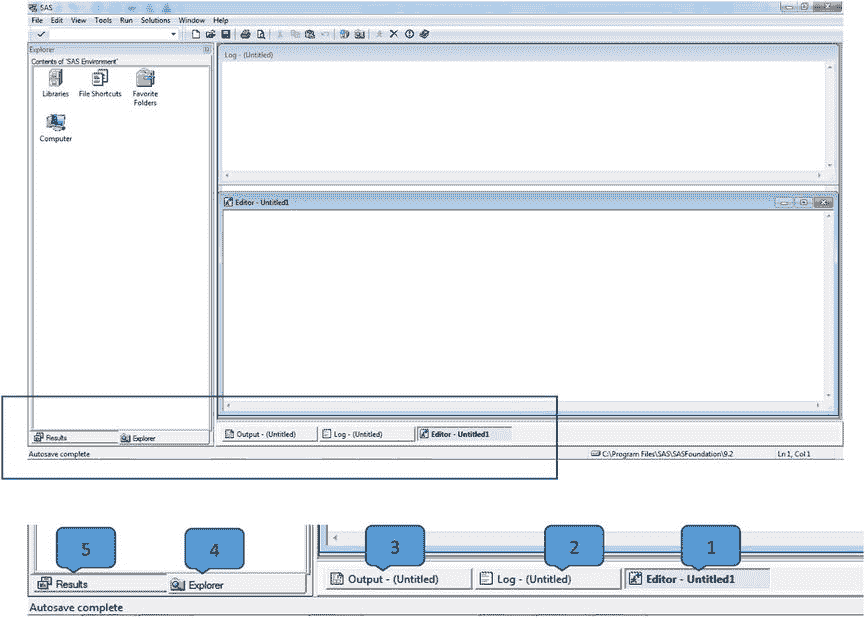 SAS
File Edit View Tools Run Solutions Window Help
Explorer
Contents of 'SAS Environment'
Libraries
File Shortcuts
Favorite Folders
Computer
Log - (Untitled)
Editor - Untitled1
Results
Explorer
Output - (Untitled)
Log - (Untitled)
Editor - Untitled1
Autosave complete
C:\Program Files\SAS\SASFoundation\9.2
Ln 1, Col 1
5
4
3
2
1
Results
Explorer
Output - (Untitled)
Log - (Untitled)
Editor - Untitled1
Autosave complete